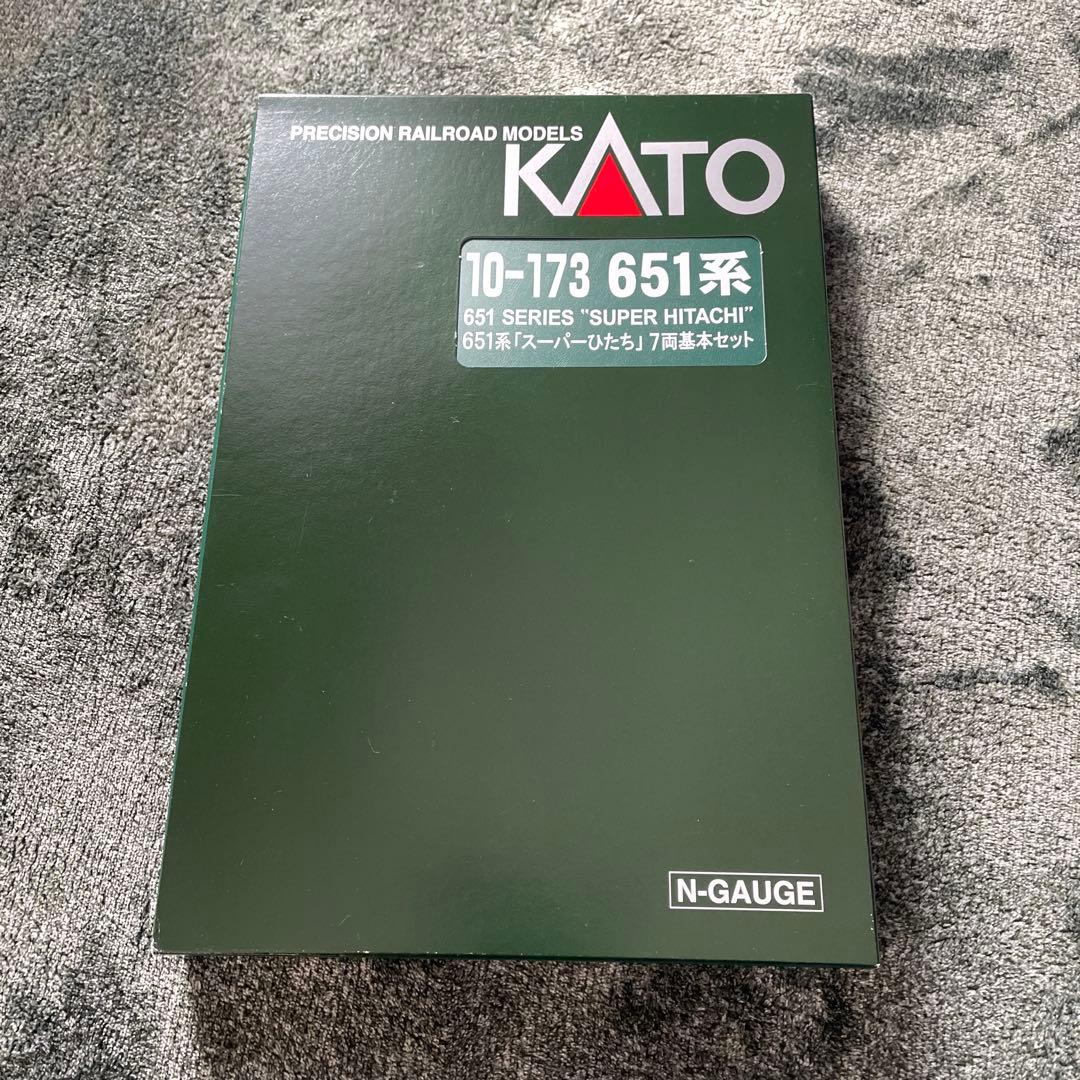 PRECISION RAILROAD MODELS
KATO
10-173 651系
651 SERIES "SUPER HITACHI"
651系「スーパーひたち」7両基本セット
N-GAUGE